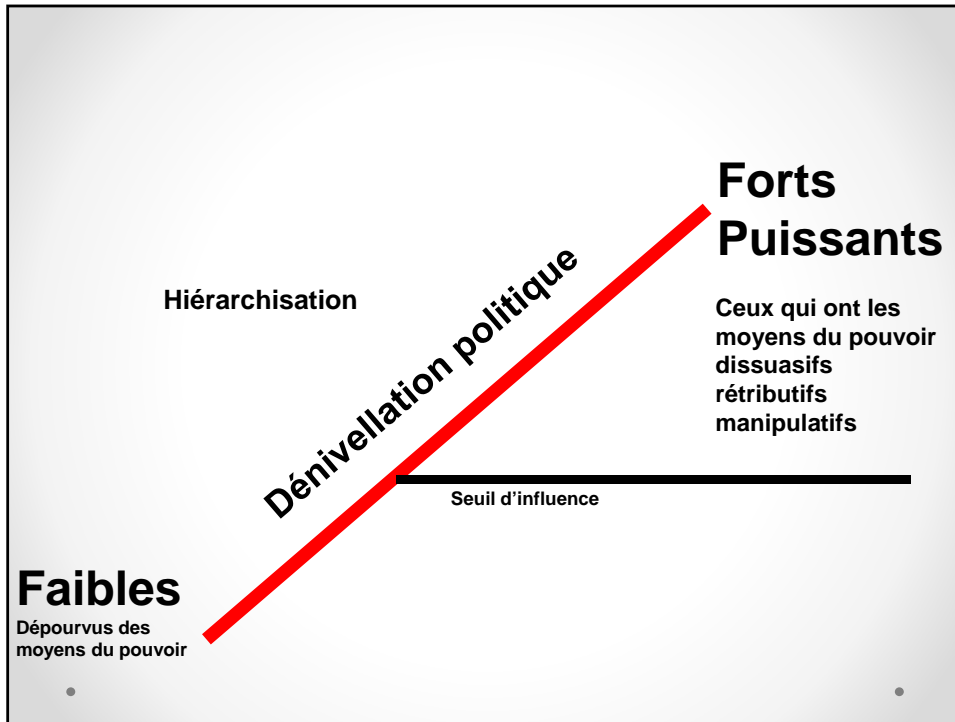 Forts
Puissants
Hiérarchisation
Dénivellation politique
Ceux qui ont les
moyens du pouvoir
dissuasifs
rétributifs
manipulatifs
Seuil d’influence
Faibles
Dépourvus des
moyens du pouvoir